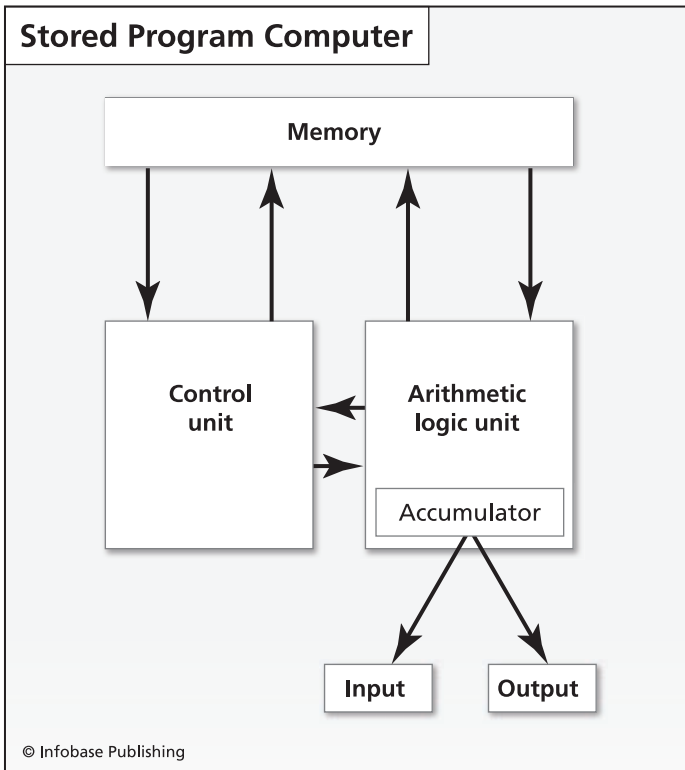 Stored Program Computer
Memory
Control
unit
Arithmetic
logic unit
Accumulator
Input
Output
© Infobase Publishing